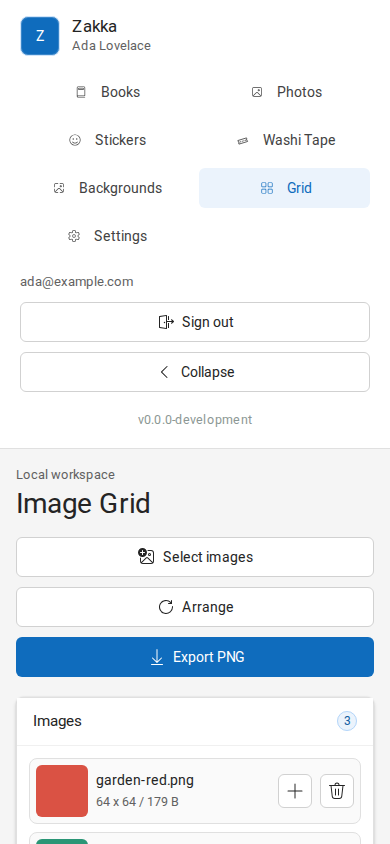 Z
Zakka
Ada Lovelace
Books
Photos
Stickers
Washi Tape
Backgrounds
Grid
Settings
ada@example.com
Sign out
Collapse
v0.0.0-development
Local workspace
Image Grid
Select images
Arrange
Export PNG
Images
3
garden-red.png
64 x 64 / 179 B